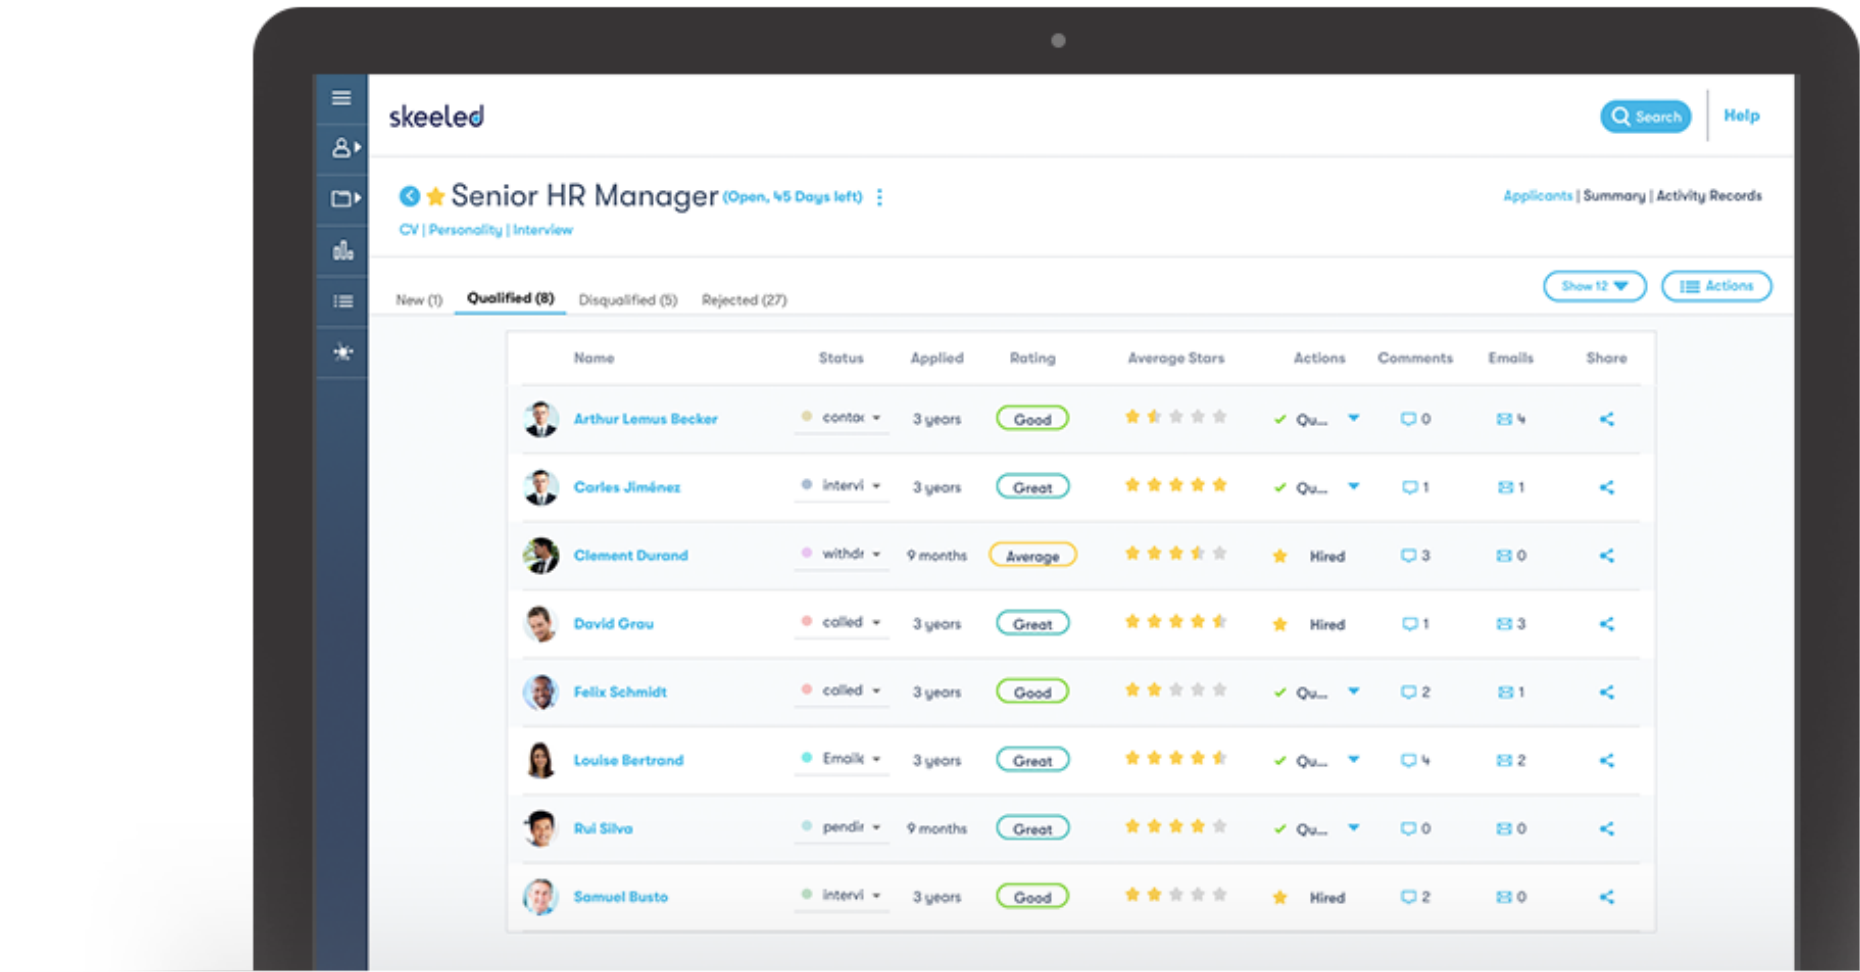 skeeled
Search
Help
Senior HR Manager (Open, 45 Days left)
Applicants | Summary | Activity Records
CV | Personality | Interview
New (1) Qualified (8) Disqualified (5) Rejected (27)
Show 12 Actions
Name Status Applied Rating Average Stars Actions Comments Emails Share
Arthur Lemus Becker contac 3 years Good Qu... 0 4
Carles Jiménez intervi 3 years Great Qu... 1 1
Clement Durand withdr 9 months Average Hired 3 0
David Grau called 3 years Great Hired 1 3
Felix Schmidt called 3 years Good Qu... 2 1
Louise Bertrand Emaile 3 years Great Qu... 4 2
Rui Silva pendin 9 months Great Qu... 0 0
Samuel Busto intervi 3 years Good Hired 2 0